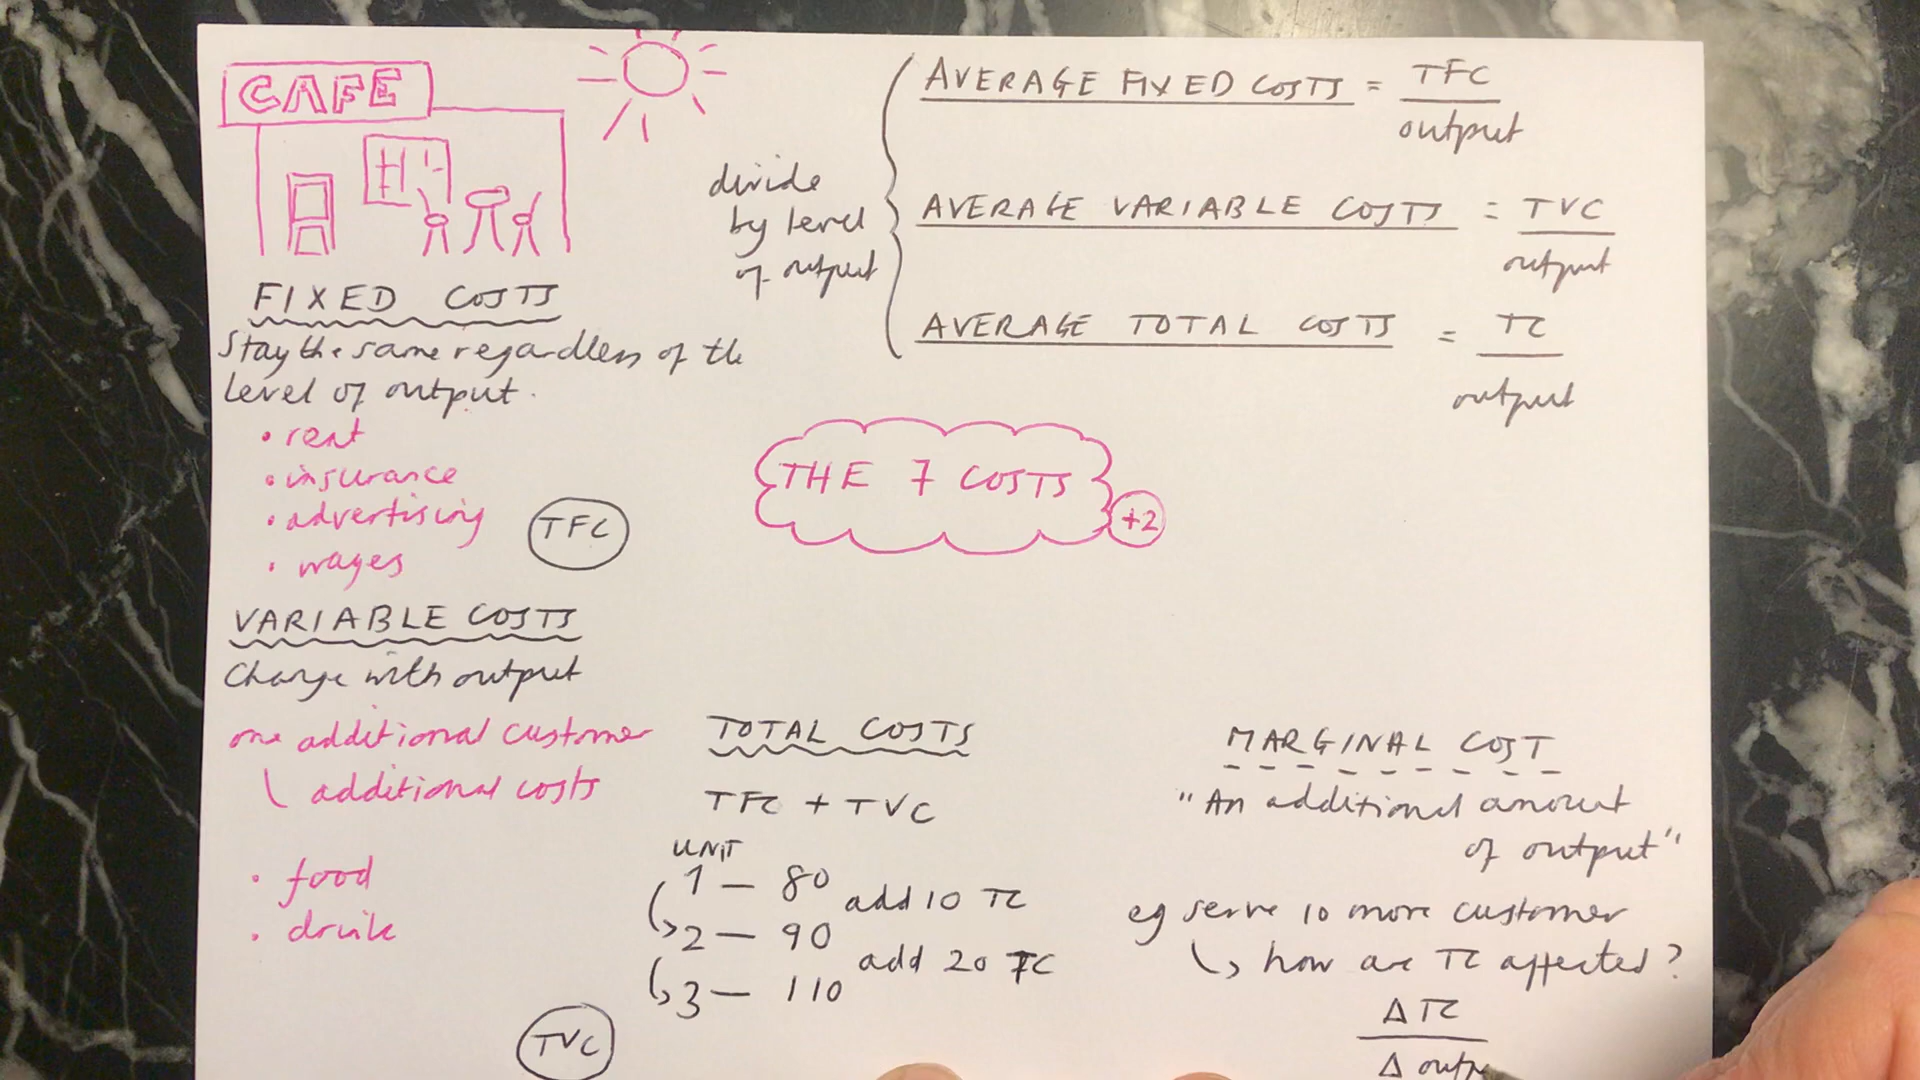 CAFE
FIXED COSTS
Stay the same regardless of the
level of output.
• rent
• insurance
• advertising
• wages
TFC
VARIABLE COSTS
Change with output
one additional customer
additional costs
• food
• drink
TVC
divide
by level
of output
AVERAGE FIXED COSTS = TFC
output
AVERAGE VARIABLE COSTS = TVC
output
AVERAGE TOTAL COSTS = TC
output
THE 7 COSTS
+2
TOTAL COSTS
TFC + TVC
UNIT
1 — 80
add 10 TC
2 — 90
add 20 TC
3 — 110
MARGINAL COST
"An additional amount
of output"
eg serve 10 more customer
↳ how are TC affected?
Δ TC
Δ outp